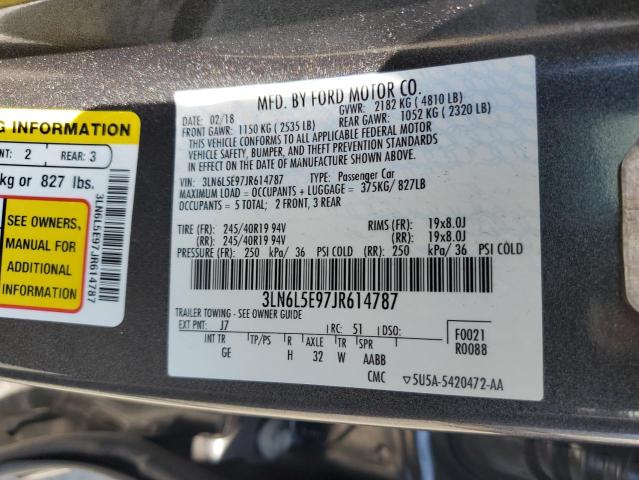 G INFORMATION
NT: 2 REAR: 3
kg or 827 lbs.
SEE OWNERS
MANUAL FOR
ADDITIONAL
INFORMATION
3LN6L5E97JR614787
MFD. BY FORD MOTOR CO.
02/18 GVWR: 2182 KG ( 4810 LB)
FRONT GAWR: 1150 KG ( 2535 LB) REAR GAWR: 1052 KG ( 2320 LB)
THIS VEHICLE CONFORMS TO ALL APPLICABLE FEDERAL MOTOR
VEHICLE SAFETY, BUMPER, AND THEFT PREVENTION STANDARDS
IN EFFECT ON THE DATE OF MANUFACTURE SHOWN ABOVE.
VIN: 3LN6L5E97JR614787 TYPE: Passenger Car
MAXIMUM LOAD = OCCUPANTS + LUGGAGE = 375KG/ 827LB
OCCUPANTS = 5 TOTAL; 2 FRONT, 3 REAR
TIRE (FR): 245/40R19 94V RIMS (FR): 19x8.0J
(RR): 245/40R19 94V (RR): 19x8.0J
PRESSURE (FR): 250 kPa/ 36 PSI COLD (RR): 250 kPa/ 36 PSI COLD
3LN6L5E97JR614787
TRAILER TOWING - SEE OWNER GUIDE
EXT PNT: J7 RC: 51 DSO: F0021
INT TR TP/PS R AXLE TR SPR R0088
GE H 32 W AABB
CMC ▽5U5A-5420472-AA